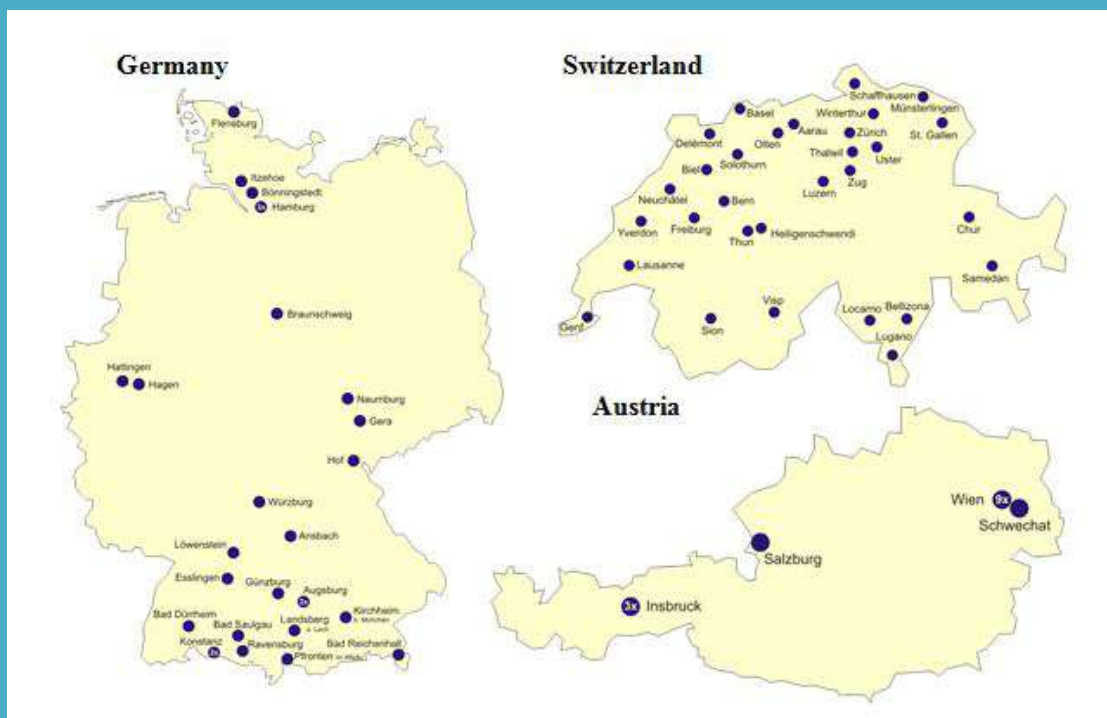 Germany
Flensburg
Itzehoe
Bönningstedt
Hamburg
Braunschweig
Hattingen
Hagen
Naumburg
Gera
Hof
Würzburg
Ansbach
Löwenstein
Esslingen
Günzburg
Augsburg
Bad Dürrheim
Bad Saulgau
Landsberg
Kirchheim
Konstanz
Ravensburg
Bad Reichenhall
Pfronten
Switzerland
Schaffhausen
Münsterlingen
Basel
Winterthur
Aarau
Zürich
St. Gallen
Delémont
Olten
Thalwil
Uster
Solothurn
Biel
Zug
Luzern
Neuchâtel
Bern
Yverdon
Freiburg
Thun
Heiligenschwendi
Chur
Lausanne
Samedan
Visp
Genf
Sion
Locarno
Bellizona
Lugano
Austria
Wien
9x
Schwechat
Salzburg
3x
Insbruck